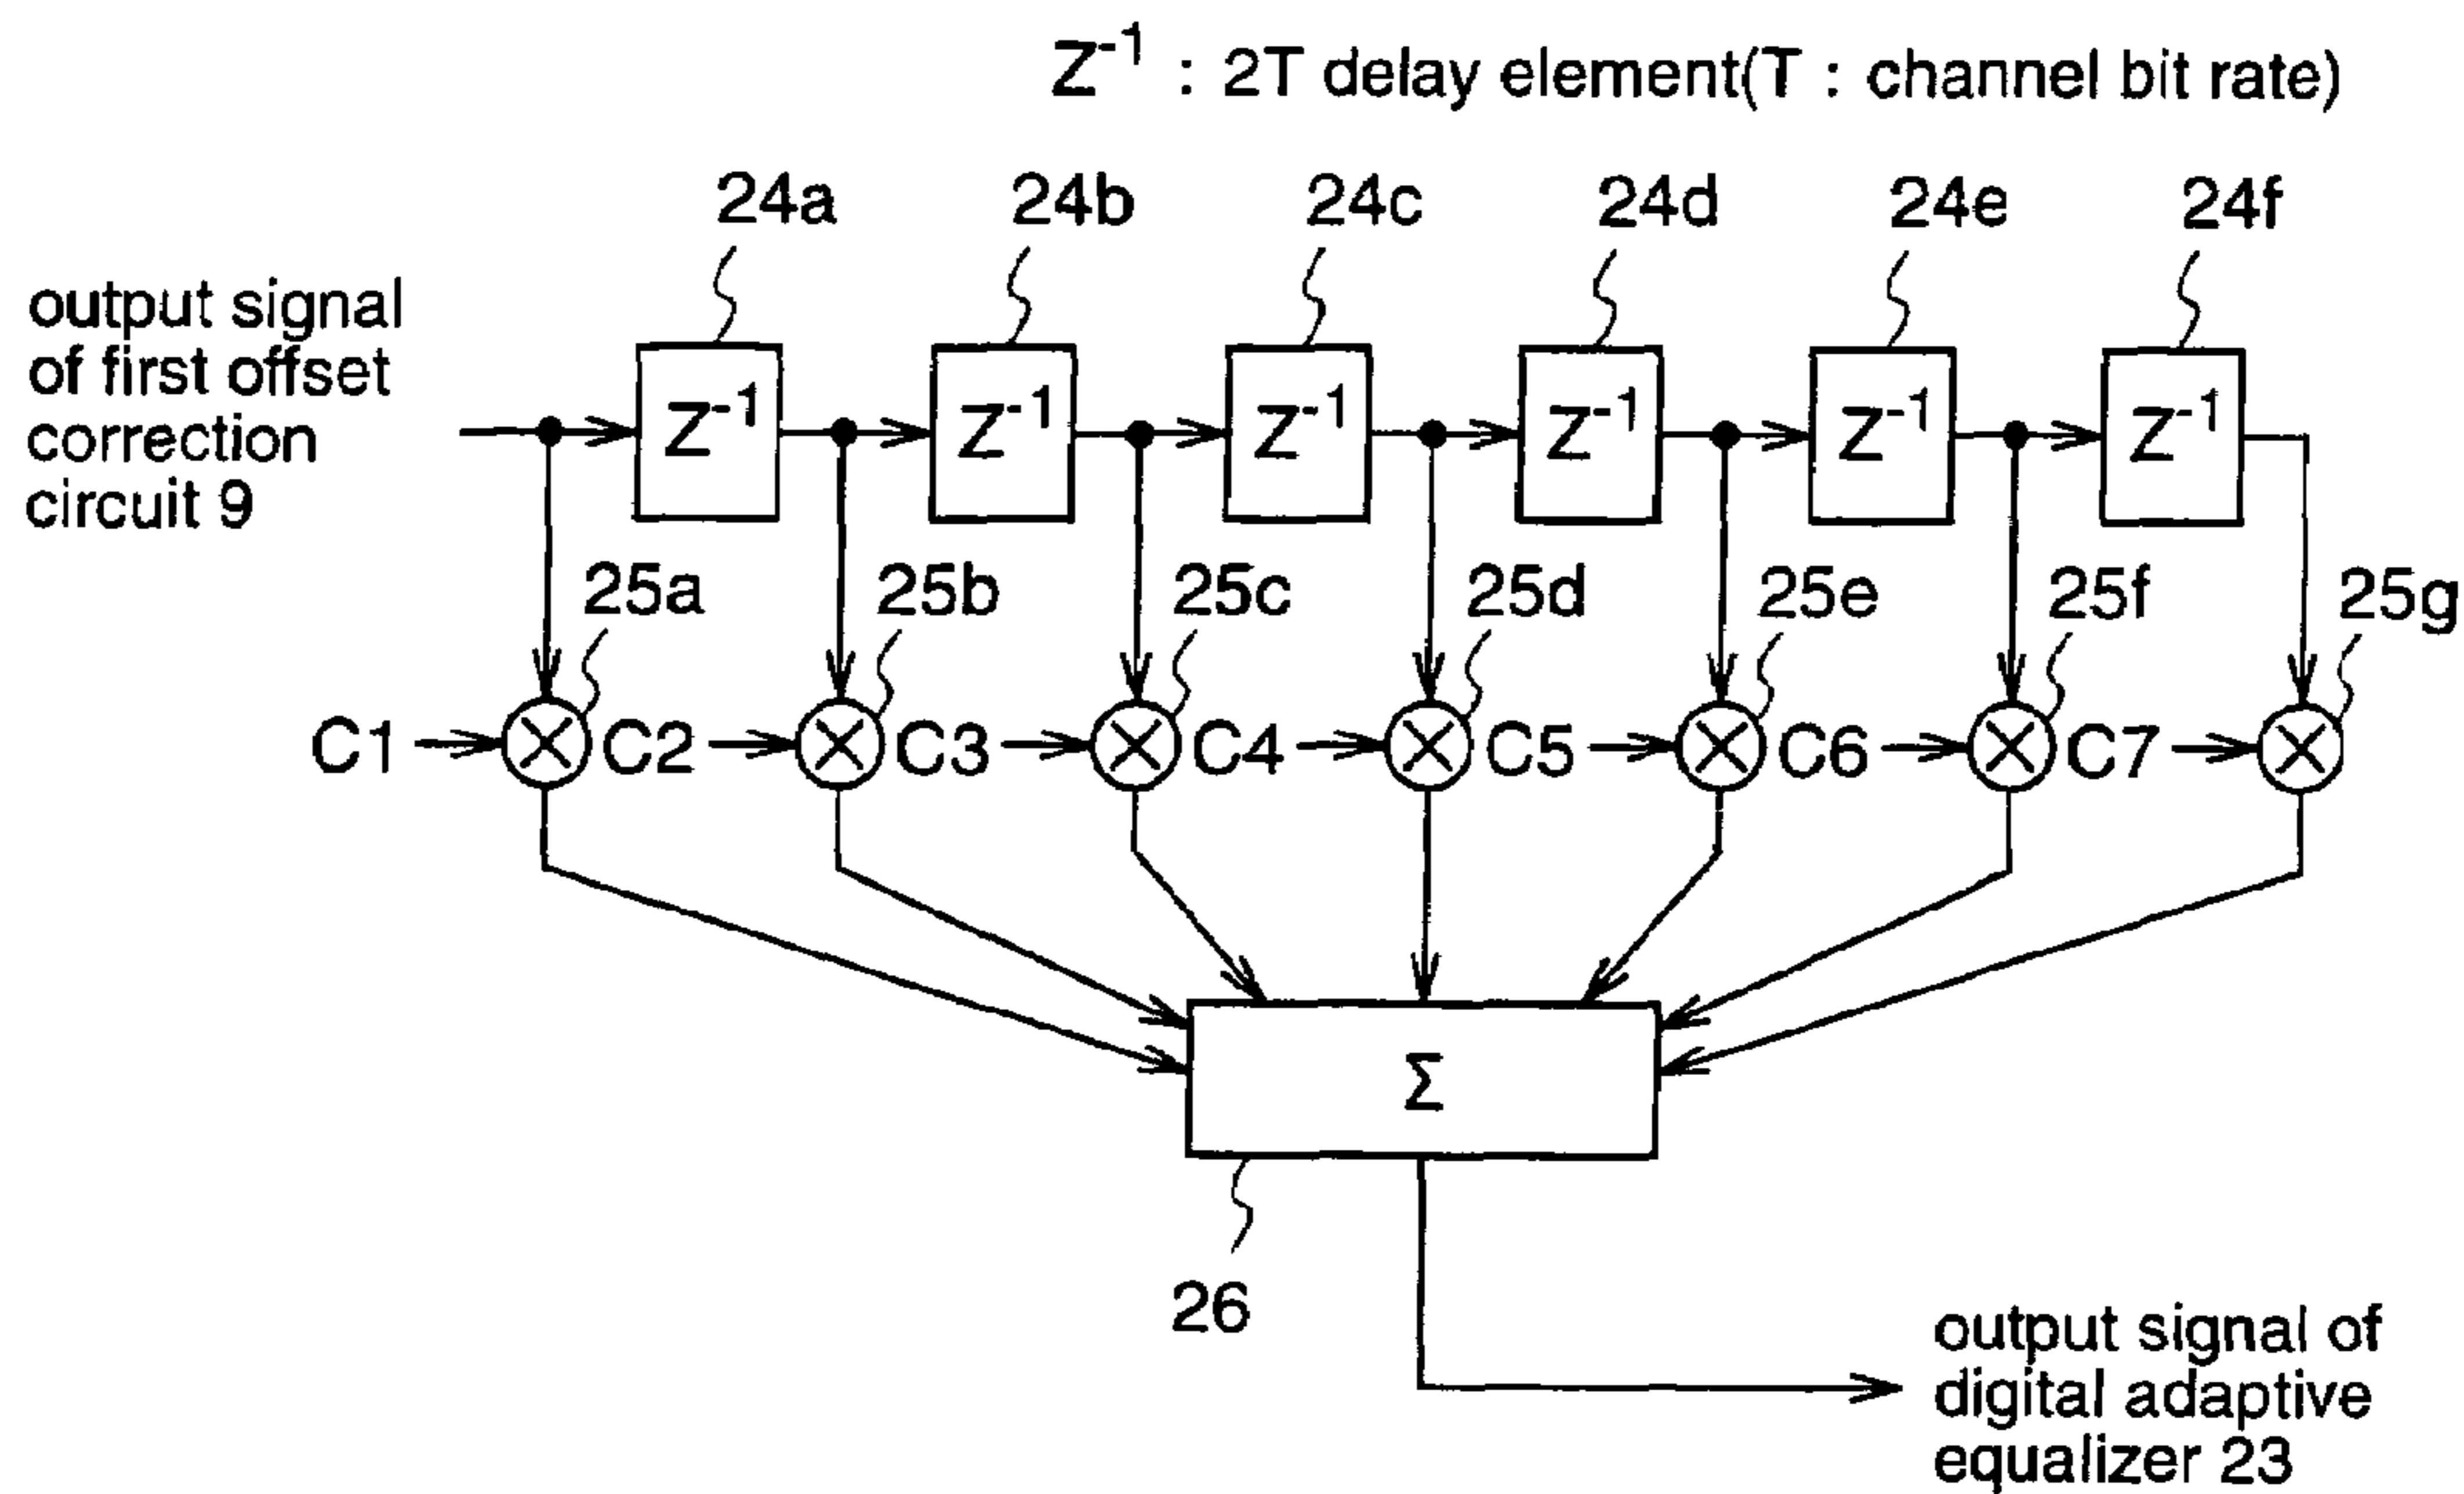 Z⁻¹ : 2T delay element(T : channel bit rate)
24a 24b 24c 24d 24e 24f
output signal
of first offset
correction
circuit 9
Z⁻¹ Z⁻¹ Z⁻¹ Z⁻¹ Z⁻¹ Z⁻¹
25a 25b 25c 25d 25e 25f 25g
C1 C2 C3 C4 C5 C6 C7
Σ
26
output signal of
digital adaptive
equalizer 23